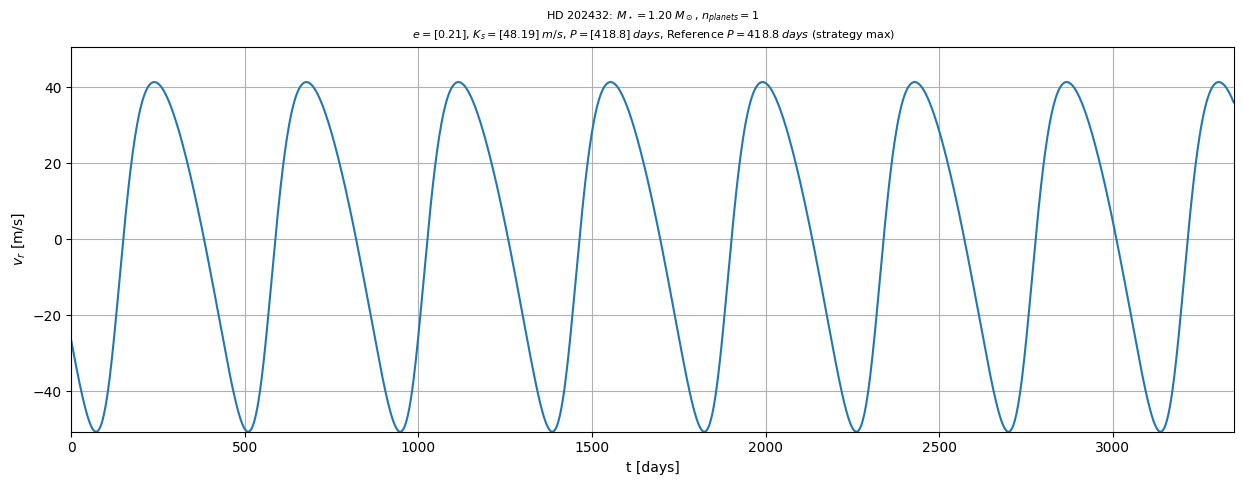 HD 202432: $M_\star = 1.20\ M_\odot$, $n_{planets} = 1$
$e = [0.21]$, $K_s = [48.19]\ m/s$, $P = [418.8]\ days$, Reference $P = 418.8\ days$ (strategy max)
$v_r$ [m/s]
40
20
0
−20
−40
0 500 1000 1500 2000 2500 3000
t [days]